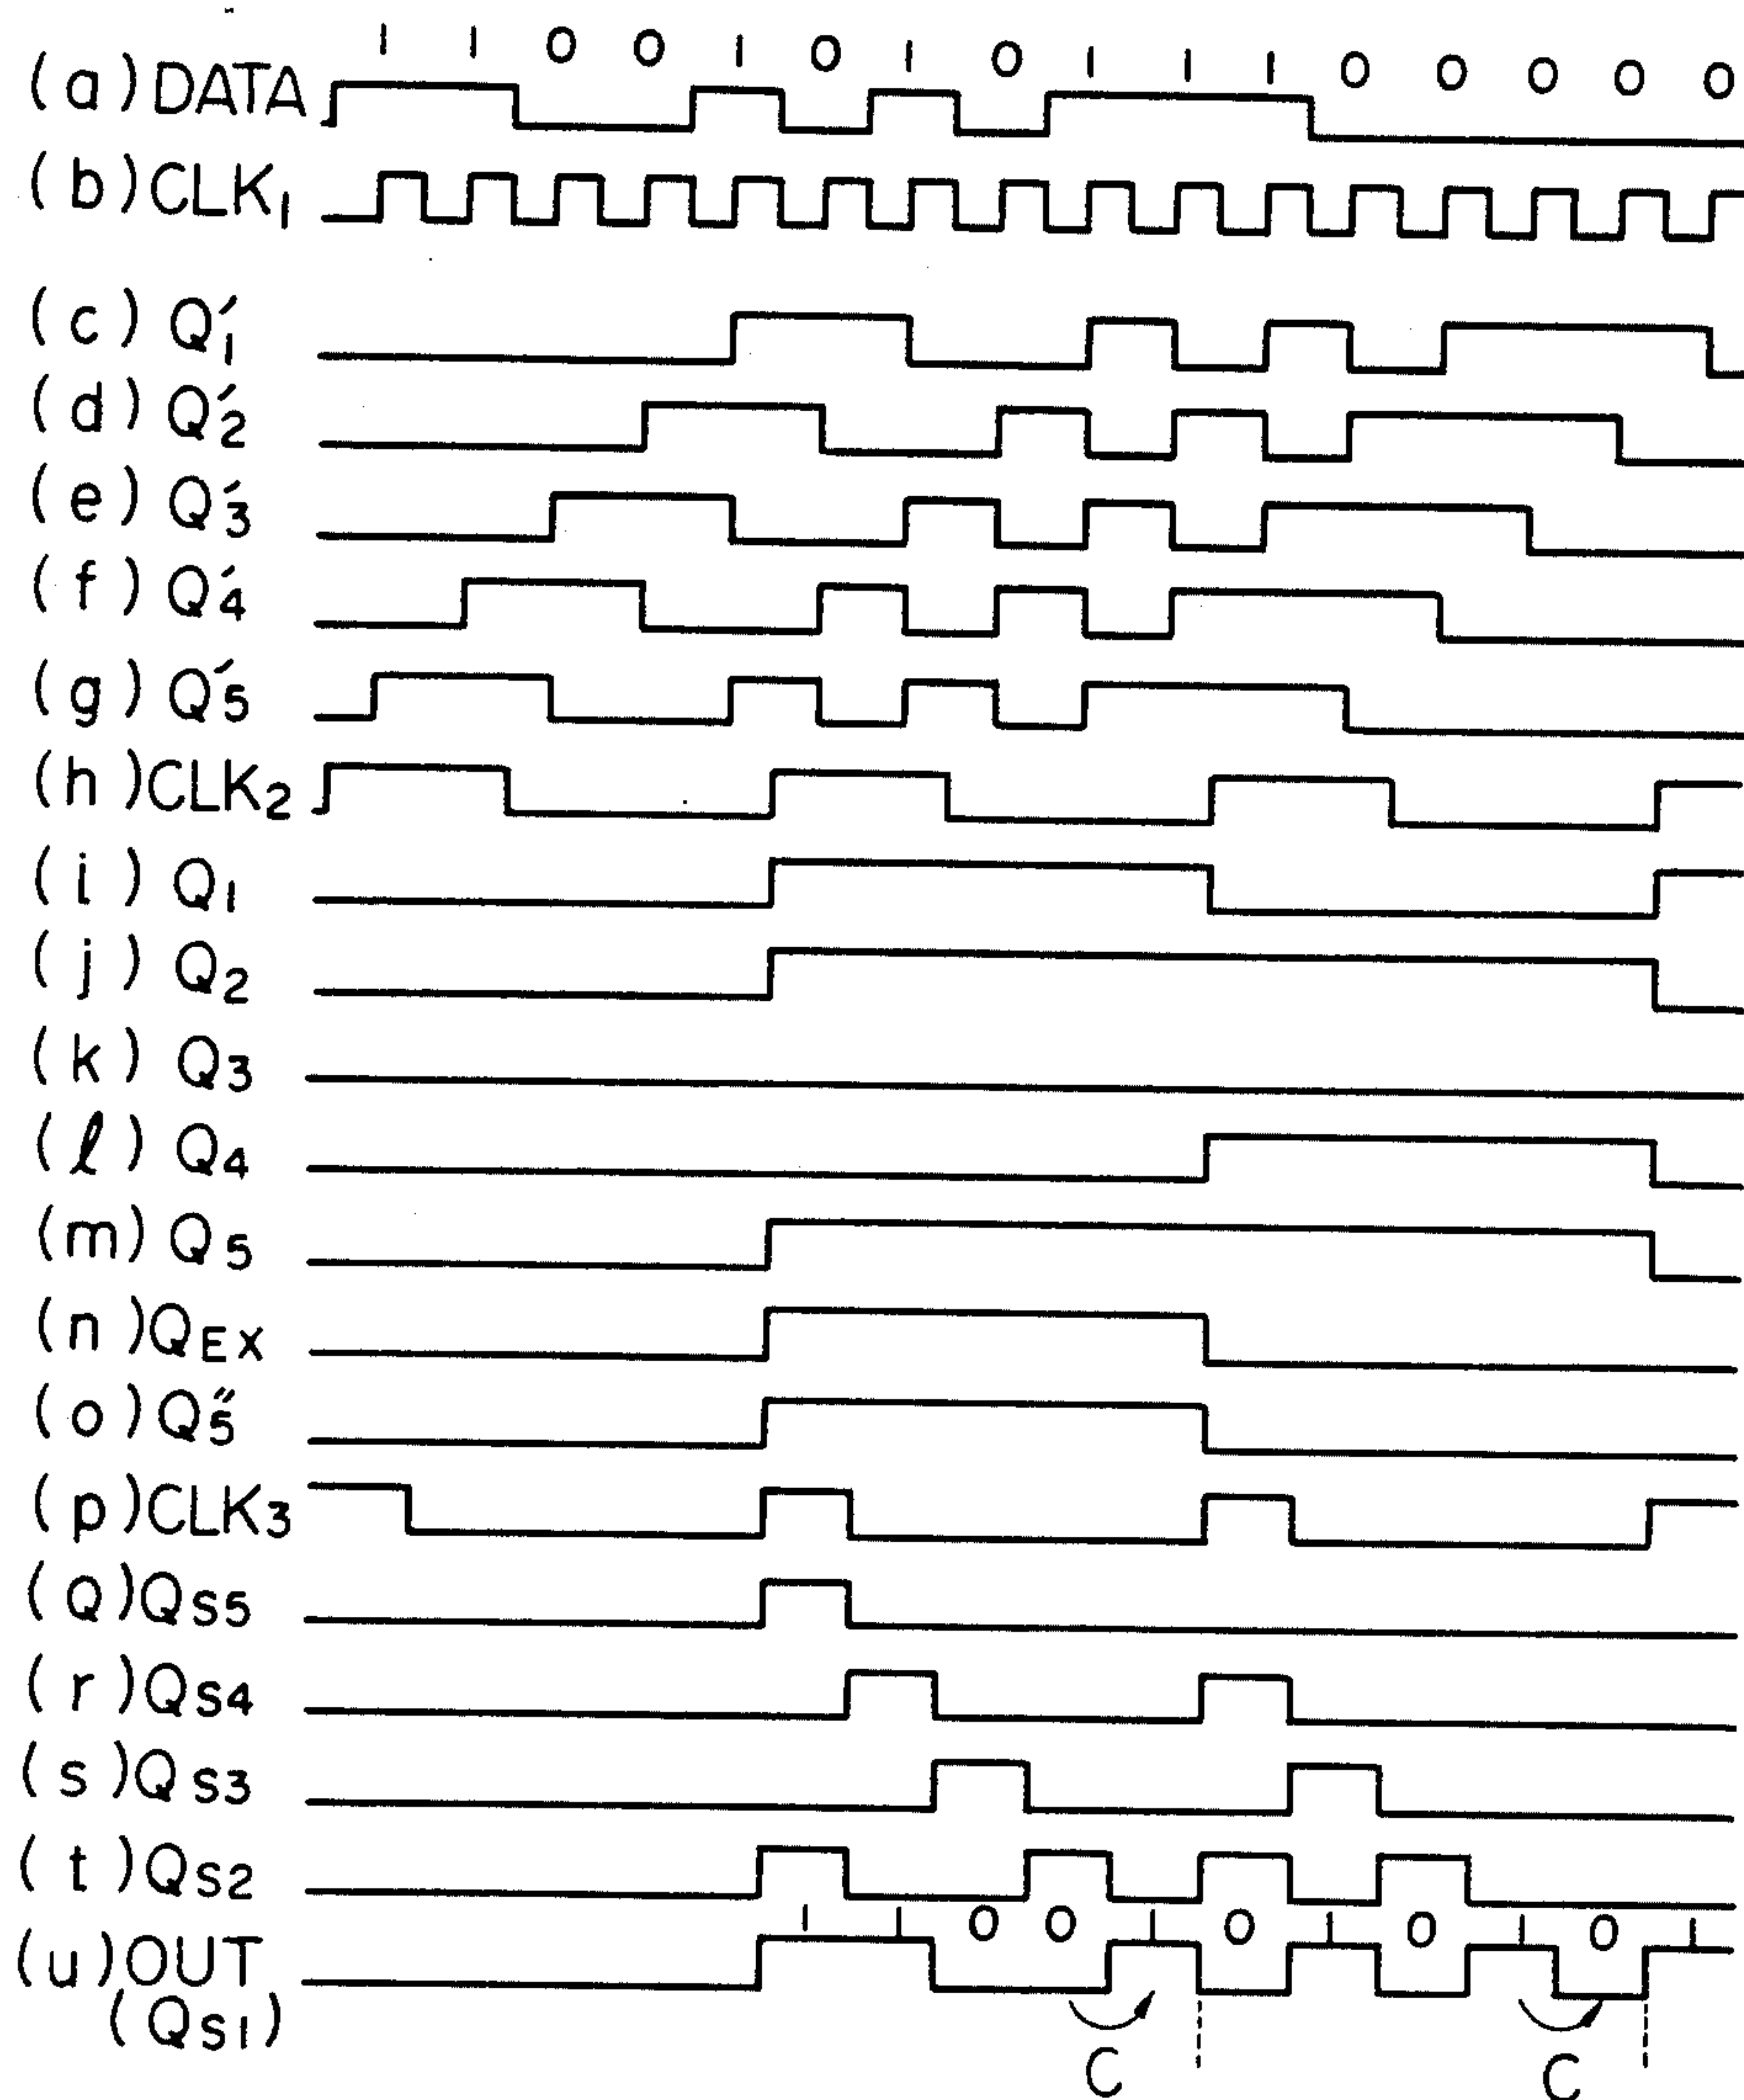 1 1 0 0 1 0 1 0 1 1 1 0 0 0 0 0
(a) DATA
(b) CLK1
(c) Q'1
(d) Q'2
(e) Q'3
(f) Q'4
(g) Q'5
(h) CLK2
(i) Q1
(j) Q2
(k) Q3
(ℓ) Q4
(m) Q5
(n) QEX
(o) Q"5
(p) CLK3
(Q) QS5
(r) QS4
(s) QS3
(t) QS2
1 1 0 0 1 0 1 0 1 0 1
(u) OUT
(QS1)
C C